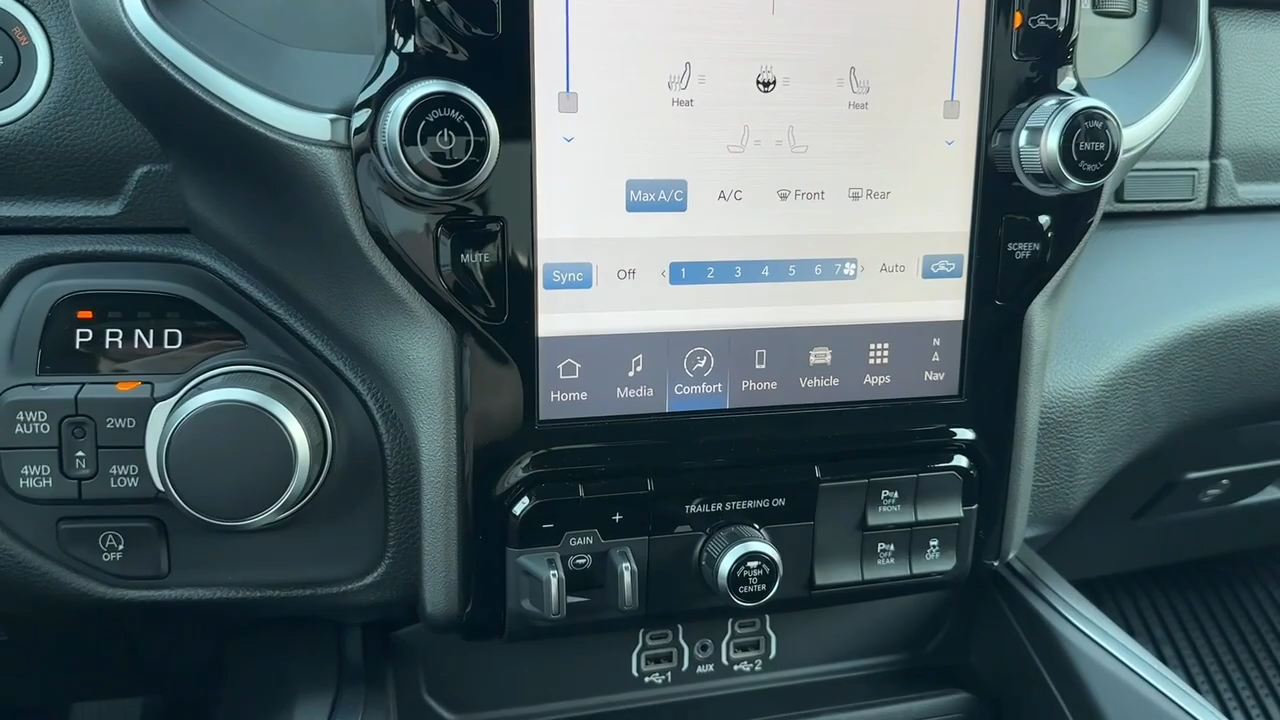 RUN
VOLUME
TUNE
ENTER
SCROLL
MUTE
SCREEN
OFF
Heat
Heat
Max A/C
A/C
Front
Rear
Sync
Off
1 2 3 4 5 6 7
Auto
Home
Media
Comfort
Phone
Vehicle
Apps
N
Nav
P R N D
4WD
AUTO
2WD
N
4WD
HIGH
4WD
LOW
A
OFF
- +
GAIN
TRAILER STEERING ON
PUSH
TO
CENTER
P
OFF
FRONT
P
OFF
REAR
OFF
1
AUX
2